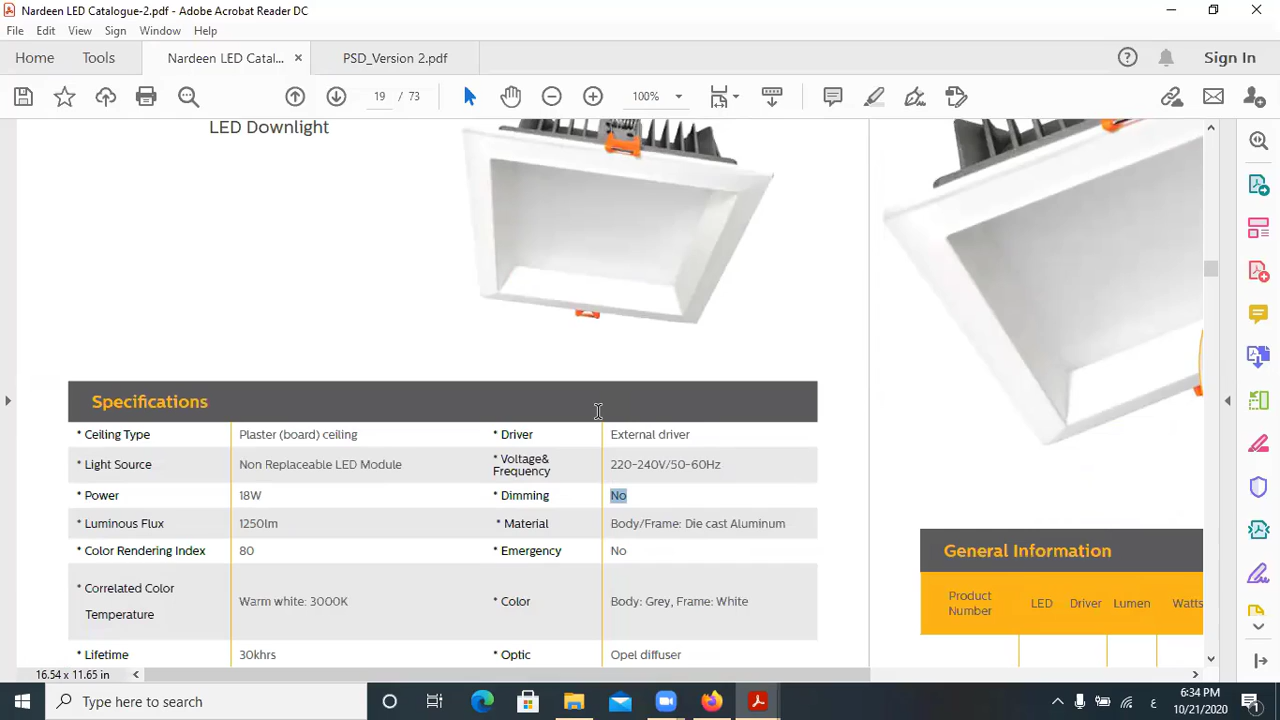 Nardeen LED Catalogue-2.pdf - Adobe Acrobat Reader DC
File Edit View Sign Window Help
Home Tools Nardeen LED Catal... × PSD_Version 2.pdf Sign In
19 / 73 100%
LED Downlight
Specifications
* Ceiling Type Plaster (board) ceiling * Driver External driver
* Light Source Non Replaceable LED Module * Voltage& Frequency 220-240V/50-60Hz
* Power 18W * Dimming No
* Luminous Flux 1250lm * Material Body/Frame: Die cast Aluminum
* Color Rendering Index 80 * Emergency No
* Correlated Color Temperature Warm white: 3000K * Color Body: Grey, Frame: White
* Lifetime 30khrs * Optic Opel diffuser
General Information
Product Number LED Driver Lumen Watts
16.54 x 11.65 in
Type here to search
ع
6:34 PM
10/21/2020
1